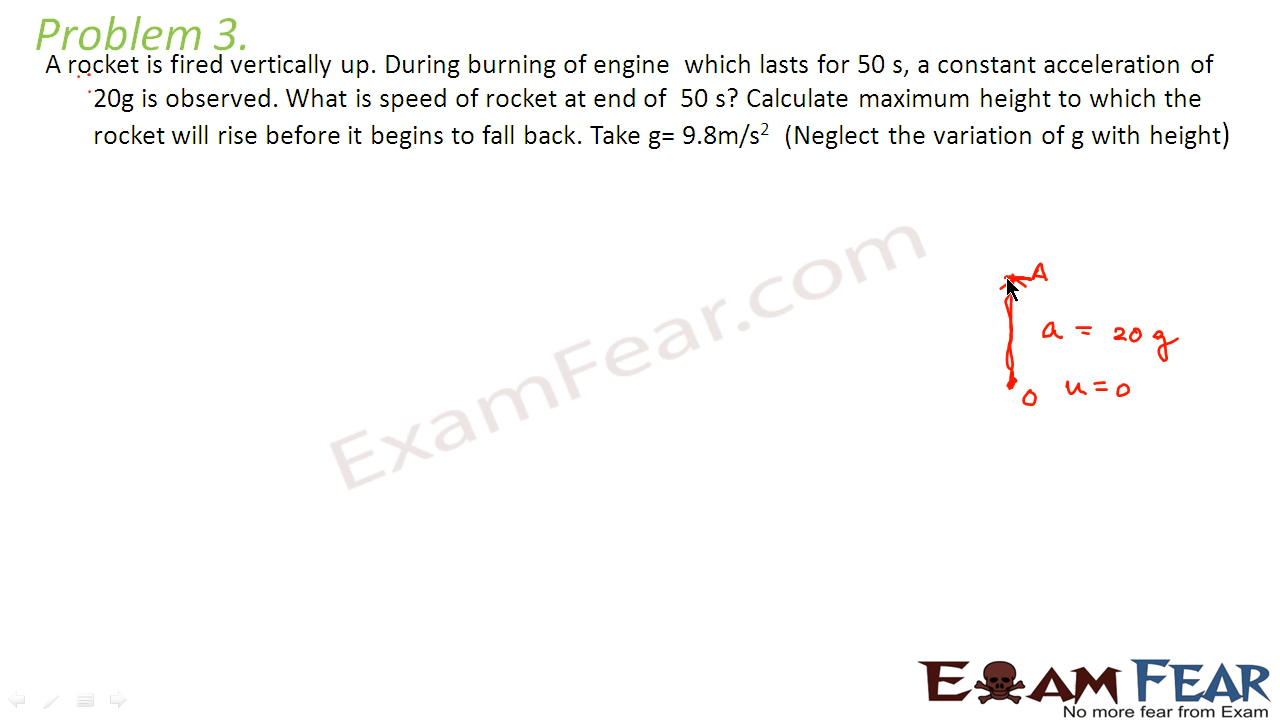 Problem 3.
A rocket is fired vertically up. During burning of engine which lasts for 50 s, a constant acceleration of
20g is observed. What is speed of rocket at end of 50 s? Calculate maximum height to which the
rocket will rise before it begins to fall back. Take g= 9.8m/s² (Neglect the variation of g with height)
ExamFear.com
A
a = 20 g
O u = 0
EXAM FEAR
No more fear from Exam